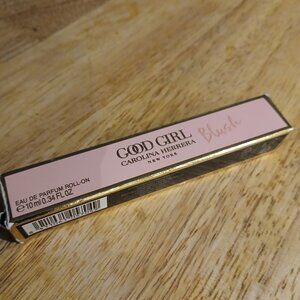 GOOD GIRL
Blush
CAROLINA HERRERA
NEW YORK
EAU DE PARFUM ROLL-ON
℮10 ml/0.34 FL OZ